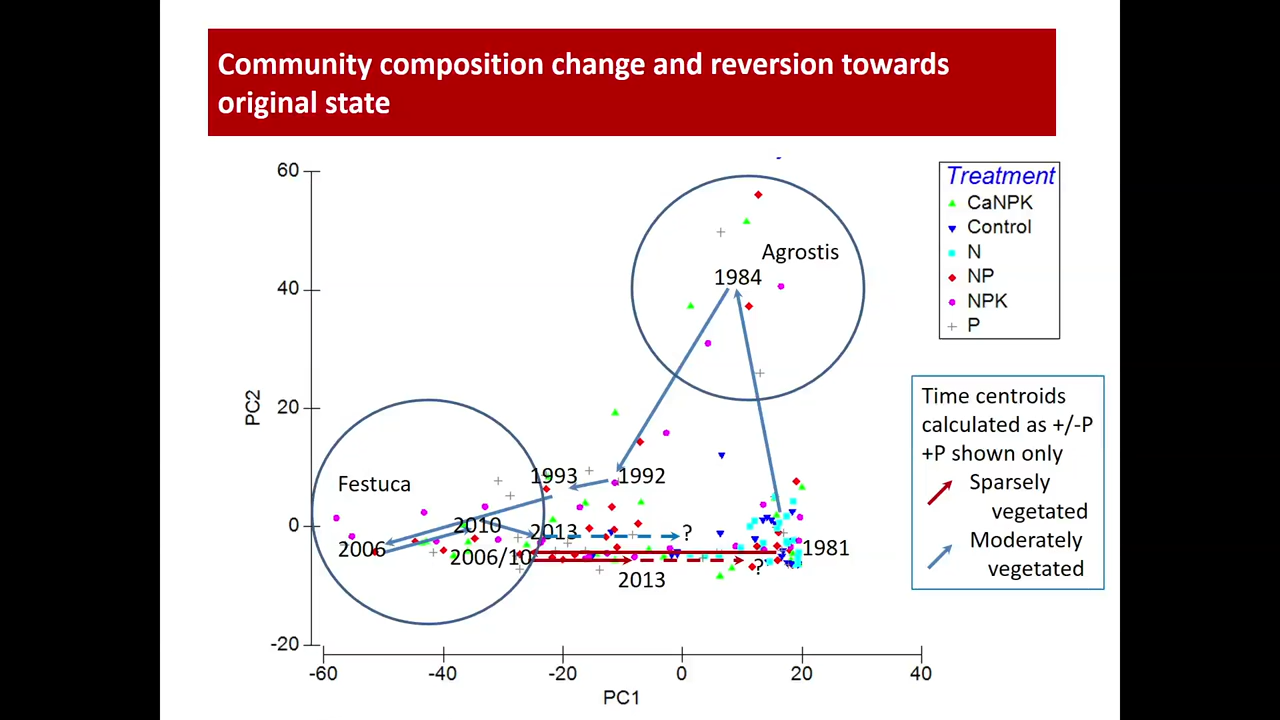 Community composition change and reversion towards
original state
60
40
20
0
-20
-60
-40
-20
0
20
40
PC1
PC2
Agrostis
1984
Festuca
1993
1992
2010
2013
?
2006
2006/10
1981
?
2013
Treatment
CaNPK
Control
N
NP
NPK
P
Time centroids
calculated as +/-P
+P shown only
Sparsely
vegetated
Moderately
vegetated